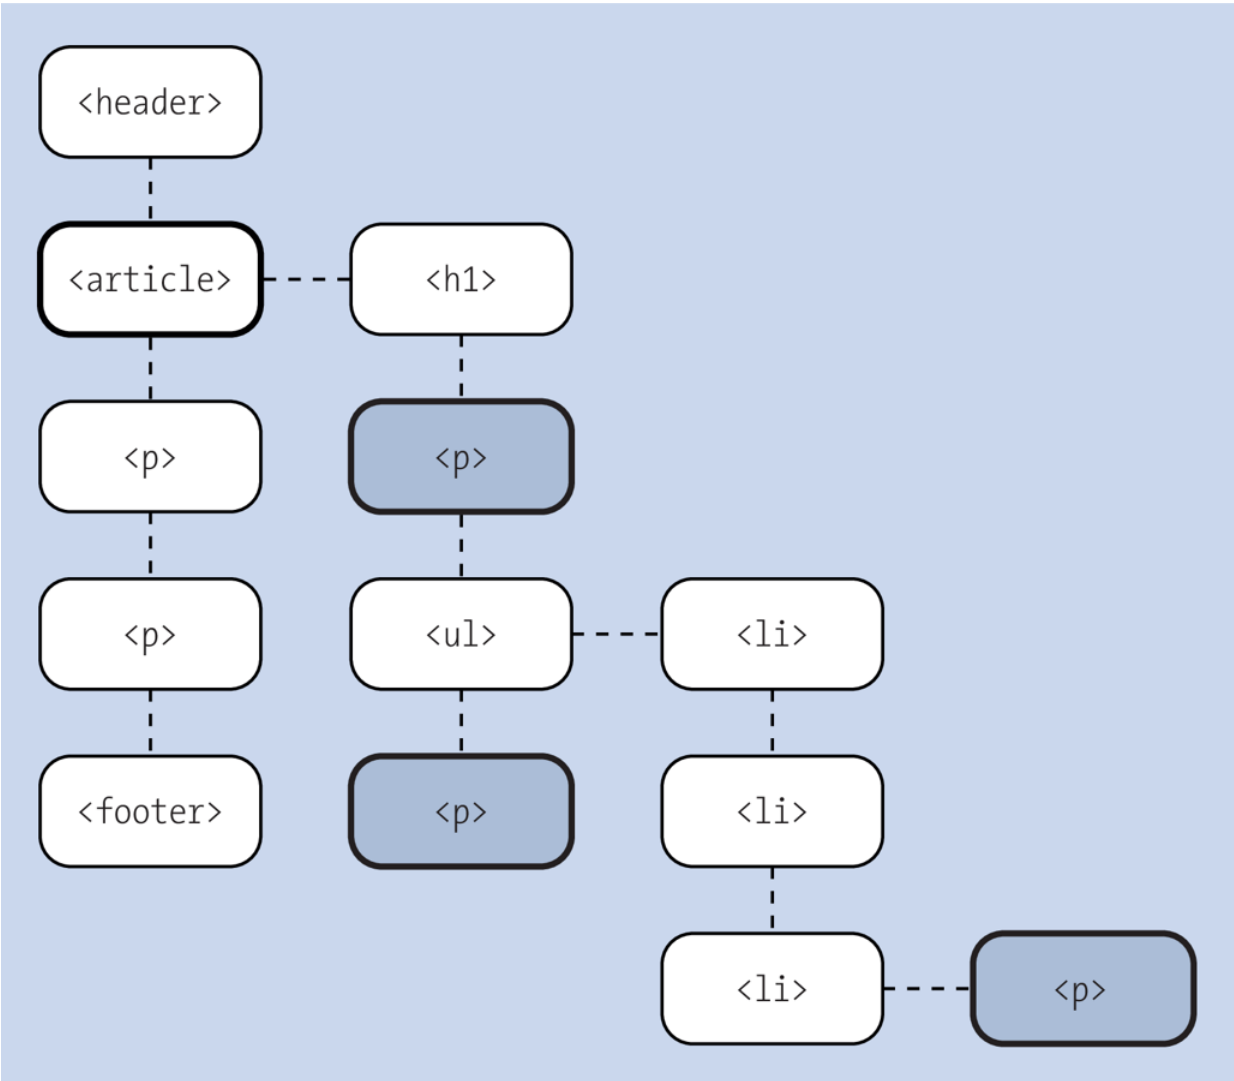 <header>
<article>
<h1>
<p>
<p>
<p>
<ul>
<li>
<footer>
<p>
<li>
<li>
<p>